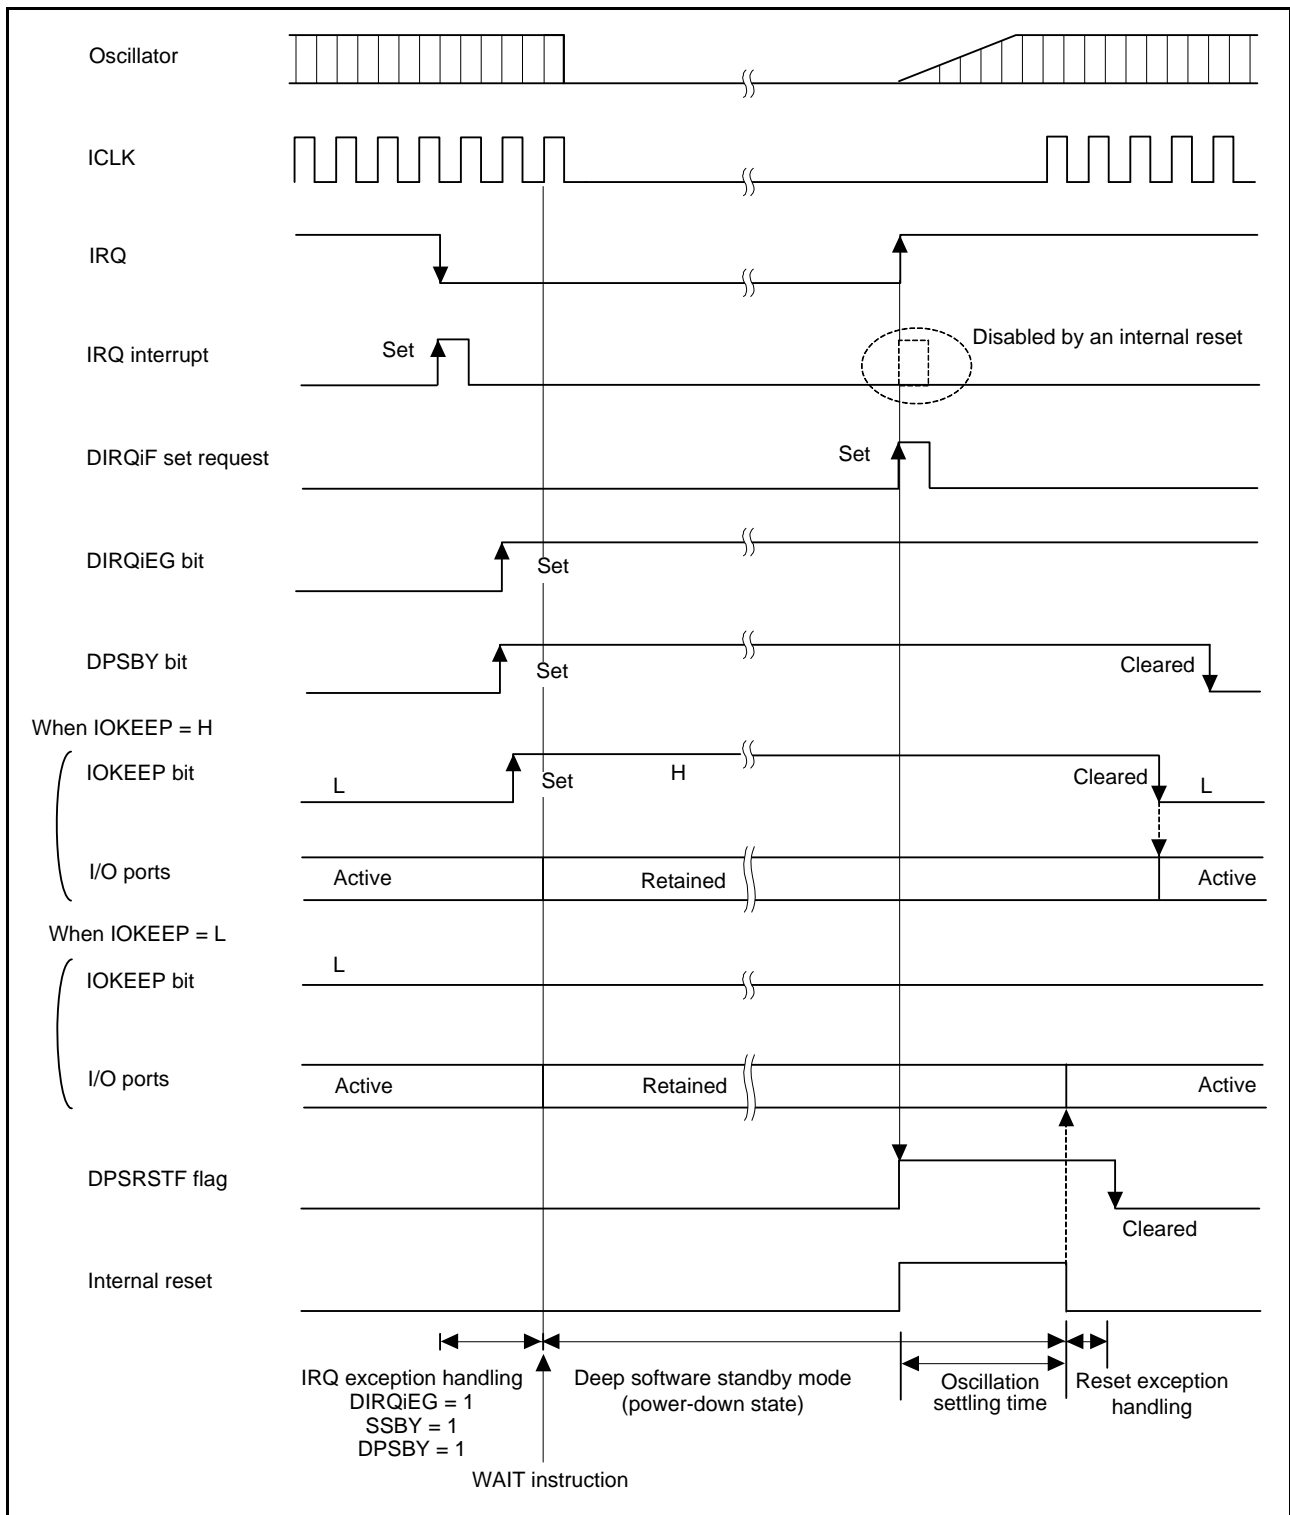 Oscillator
ICLK
IRQ
IRQ interrupt
Set
Disabled by an internal reset
DIRQiF set request
Set
DIRQiEG bit
Set
DPSBY bit
Set
Cleared
When IOKEEP = H
IOKEEP bit
L
Set
H
Cleared
L
I/O ports
Active
Retained
Active
When IOKEEP = L
IOKEEP bit
L
I/O ports
Active
Retained
Active
DPSRSTF flag
Cleared
Internal reset
IRQ exception handling
DIRQiEG = 1
SSBY = 1
DPSBY = 1
Deep software standby mode
(power-down state)
Oscillation
settling time
Reset exception
handling
WAIT instruction